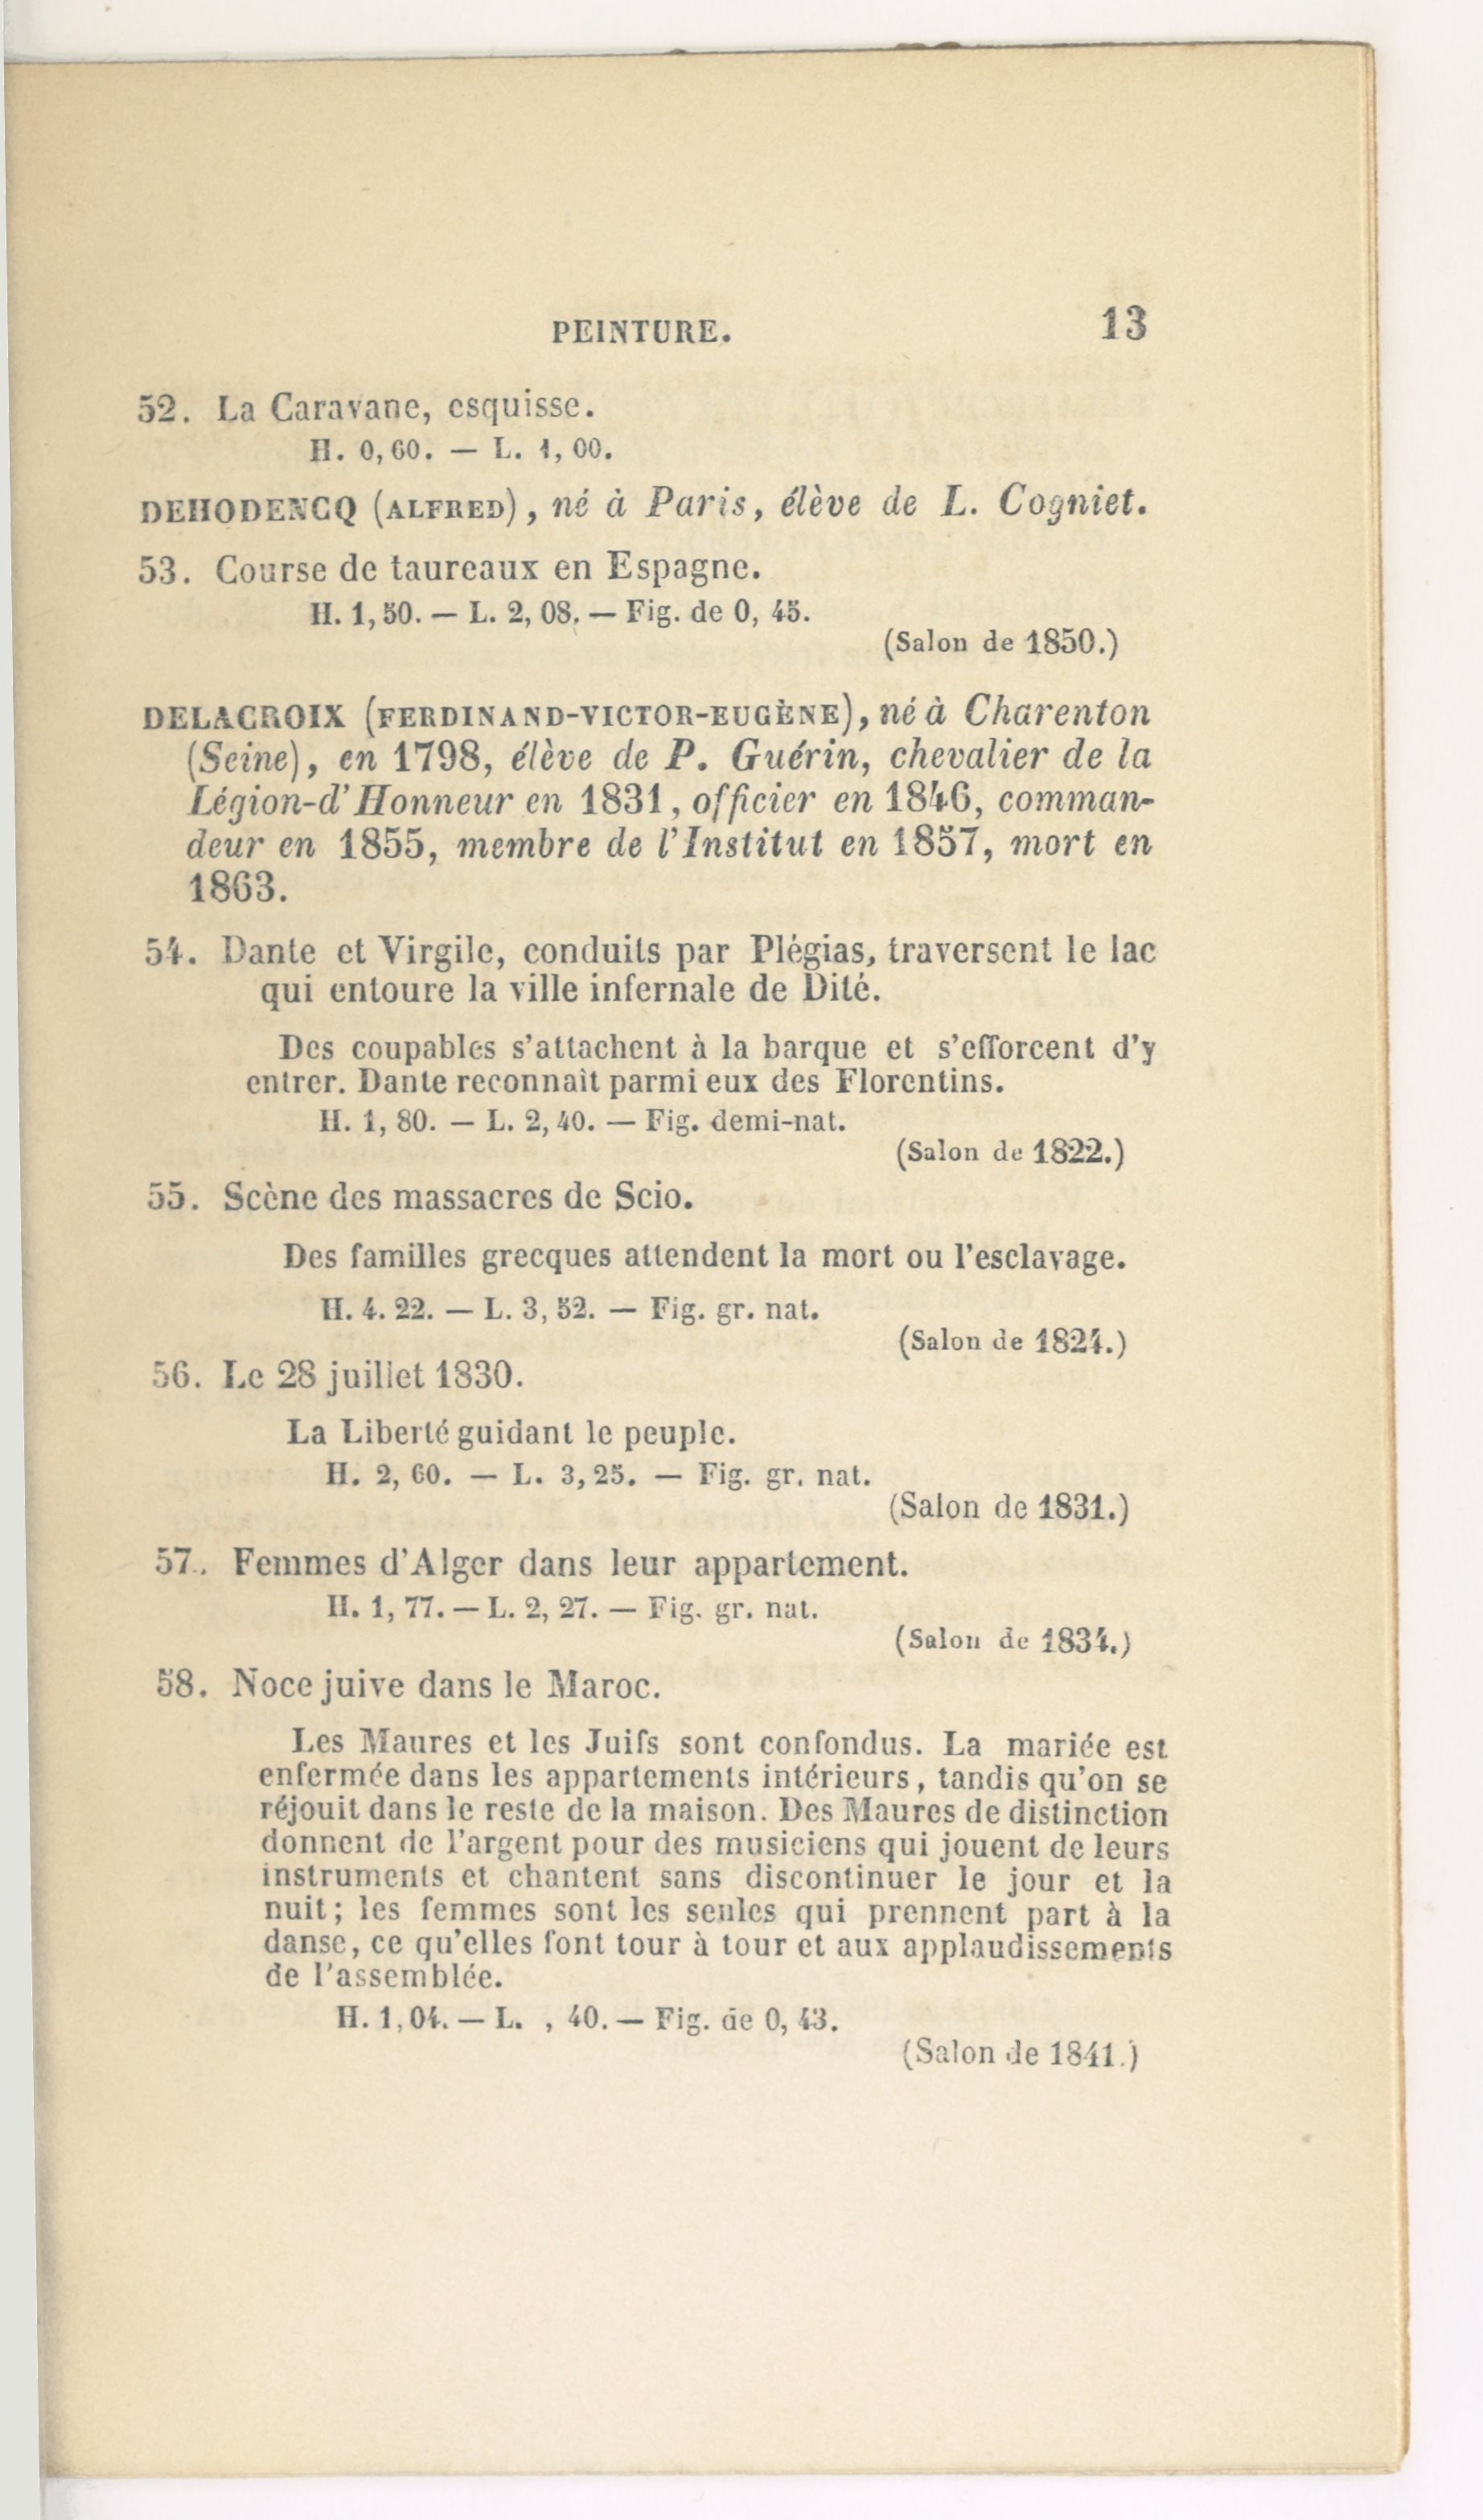 PEINTURE. 13
52. La Caravane, esquisse.
H. 0,60. — L. 1,00.
DEHODENCQ (ALFRED), né à Paris, élève de L. Cogniet.
53. Course de taureaux en Espagne.
H. 1,50. — L. 2,08. — Fig. de 0,45.
(Salon de 1850.)
DELACROIX (FERDINAND-VICTOR-EUGÈNE), né à Charenton
(Seine), en 1798, élève de P. Guérin, chevalier de la
Légion-d'Honneur en 1831, officier en 1846, comman-
deur en 1855, membre de l'Institut en 1857, mort en
1863.
54. Dante et Virgile, conduits par Plégias, traversent le lac
qui entoure la ville infernale de Dité.
Des coupables s'attachent à la barque et s'efforcent d'y
entrer. Dante reconnaît parmi eux des Florentins.
H. 1,80. — L. 2,40. — Fig. demi-nat.
(Salon de 1822.)
55. Scène des massacres de Scio.
Des familles grecques attendent la mort ou l'esclavage.
H. 4. 22. — L. 3,52. — Fig. gr. nat.
(Salon de 1824.)
56. Le 28 juillet 1830.
La Liberté guidant le peuple.
H. 2,60. — L. 3,25. — Fig. gr. nat.
(Salon de 1831.)
57. Femmes d'Alger dans leur appartement.
H. 1,77. — L. 2,27. — Fig. gr. nat.
(Salon de 1834.)
58. Noce juive dans le Maroc.
Les Maures et les Juifs sont confondus. La mariée est
enfermée dans les appartements intérieurs, tandis qu'on se
réjouit dans le reste de la maison. Des Maures de distinction
donnent de l'argent pour des musiciens qui jouent de leurs
instruments et chantent sans discontinuer le jour et la
nuit; les femmes sont les seules qui prennent part à la
danse, ce qu'elles font tour à tour et aux applaudissements
de l'assemblée.
H. 1,04. — L. , 40. — Fig. de 0,43.
(Salon de 1841.)